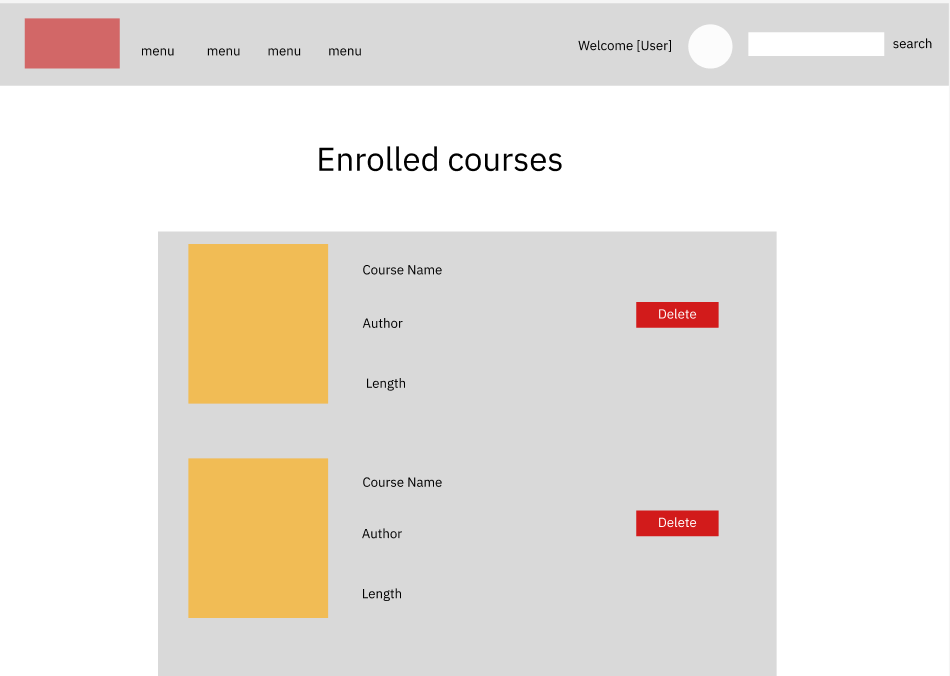 menu menu menu menu Welcome [User] search
Enrolled courses
Course Name
Author
Delete
Length
Course Name
Author
Delete
Length